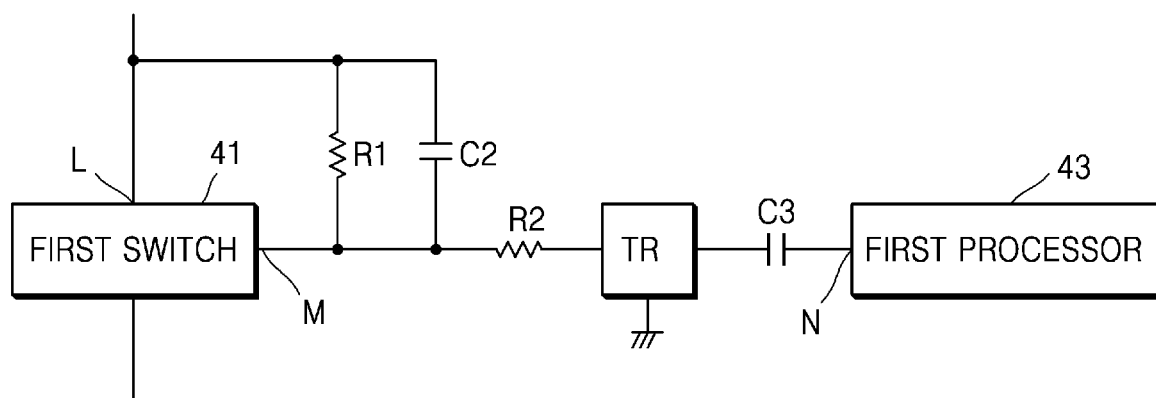 L
41
R1
C2
43
FIRST SWITCH
R2
TR
C3
FIRST PROCESSOR
M
N